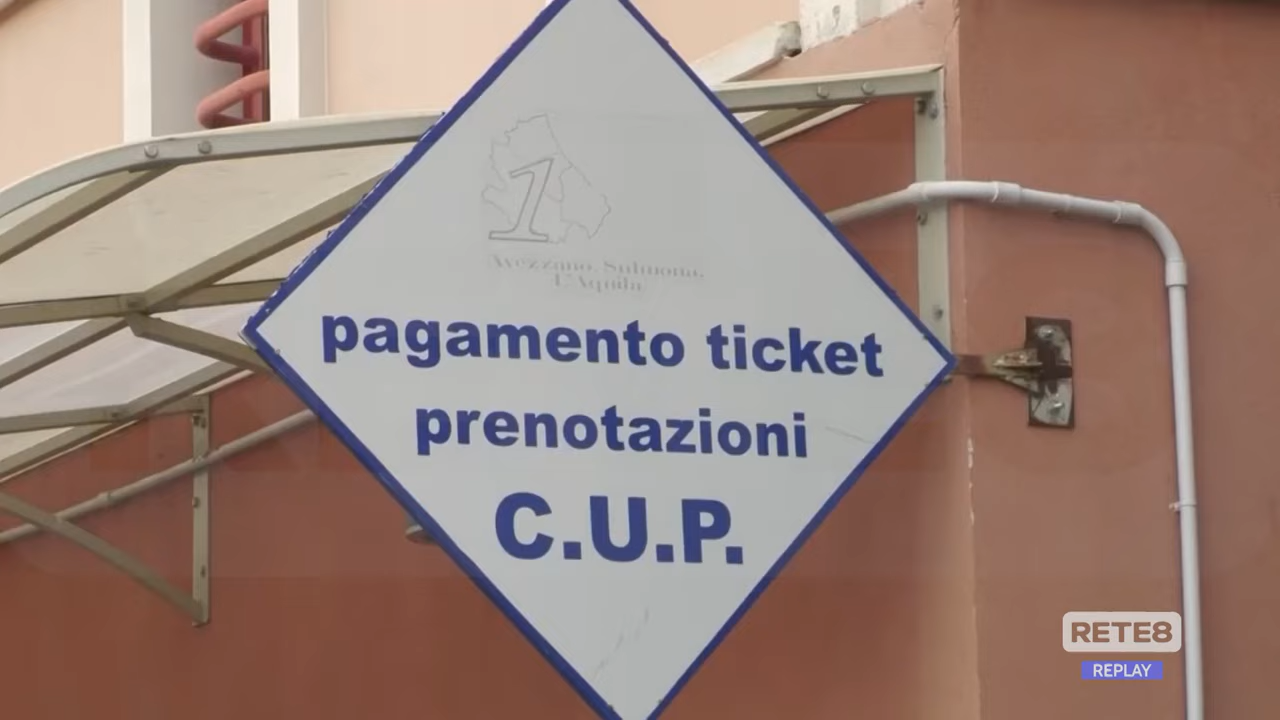 1
Avezzano, Sulmona,
L'Aquila
pagamento ticket
prenotazioni
C.U.P.
RETE8
REPLAY